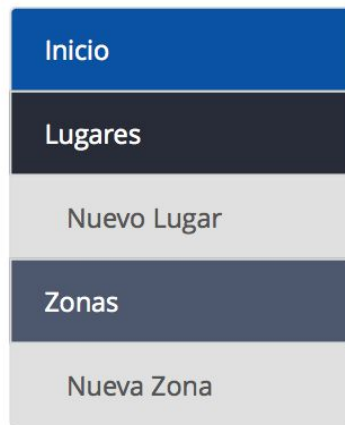 Inicio
Lugares
Nuevo Lugar
Zonas
Nueva Zona